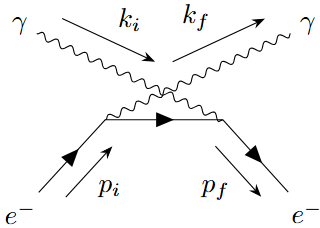 γ k_i k_f γ
p_i p_f
e⁻ e⁻